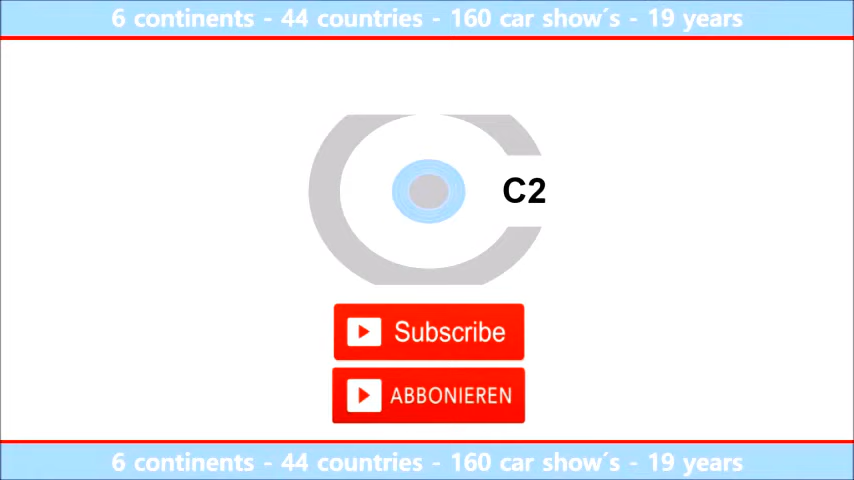 6 continents - 44 countries - 160 car show´s - 19 years
C2
Subscribe
ABBONIEREN
6 continents - 44 countries - 160 car show´s - 19 years